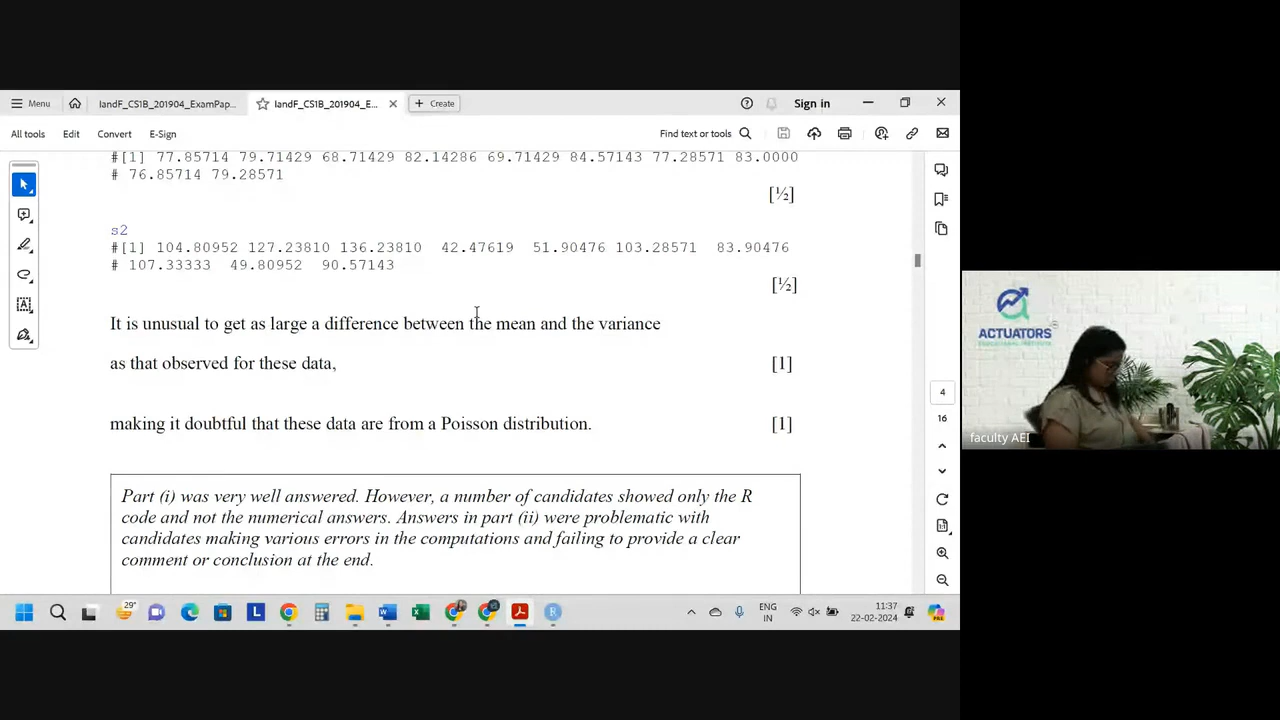 Menu
IandF_CS1B_201904_ExamPap...
IandF_CS1B_201904_E...
Create
Sign in
All tools
Edit
Convert
E-Sign
Find text or tools
#[1] 77.85714 79.71429 68.71429 82.14286 69.71429 84.57143 77.28571 83.0000
# 76.85714 79.28571
[½]
s2
#[1] 104.80952 127.23810 136.23810 42.47619 51.90476 103.28571 83.90476
# 107.33333 49.80952 90.57143
[½]
It is unusual to get as large a difference between the mean and the variance
as that observed for these data,
[1]
making it doubtful that these data are from a Poisson distribution.
[1]
Part (i) was very well answered. However, a number of candidates showed only the R
code and not the numerical answers. Answers in part (ii) were problematic with
candidates making various errors in the computations and failing to provide a clear
comment or conclusion at the end.
4
16
ACTUATORS
EDUCATIONAL INSTITUTE
faculty AEI
29°
ENG
IN
11:37
22-02-2024